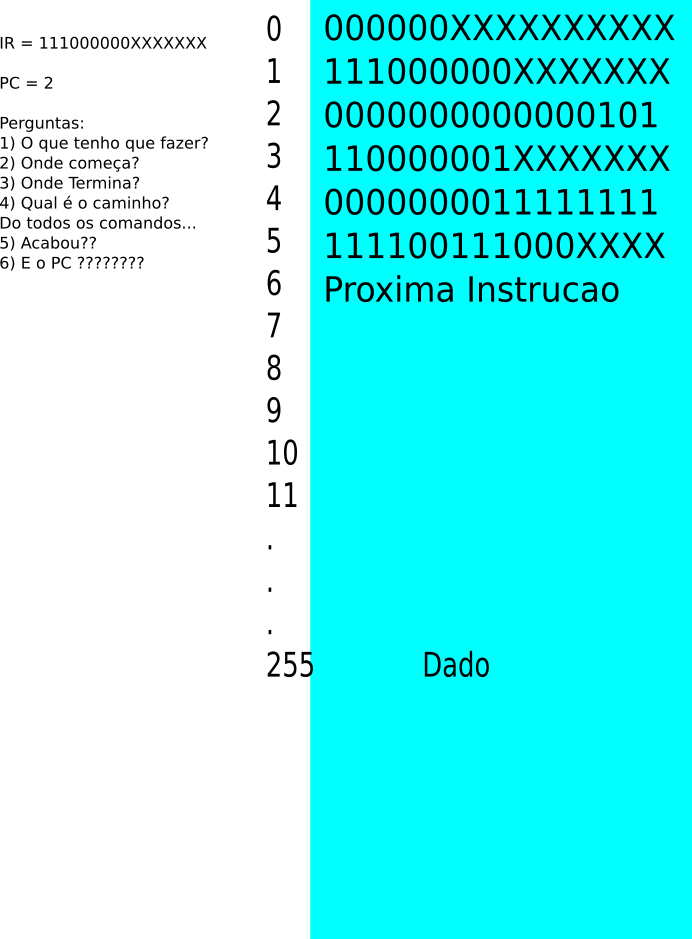 IR = 111000000XXXXXXX
PC = 2
Perguntas:
1) O que tenho que fazer?
2) Onde começa?
3) Onde Termina?
4) Qual é o caminho?
Do todos os comandos...
5) Acabou??
6) E o PC ????????
0 000000XXXXXXXXXX
1 111000000XXXXXXX
2 0000000000000101
3 110000001XXXXXXX
4 0000000011111111
5 111100111000XXXX
6 Proxima Instrucao
7
8
9
10
11
.
.
.
255 Dado